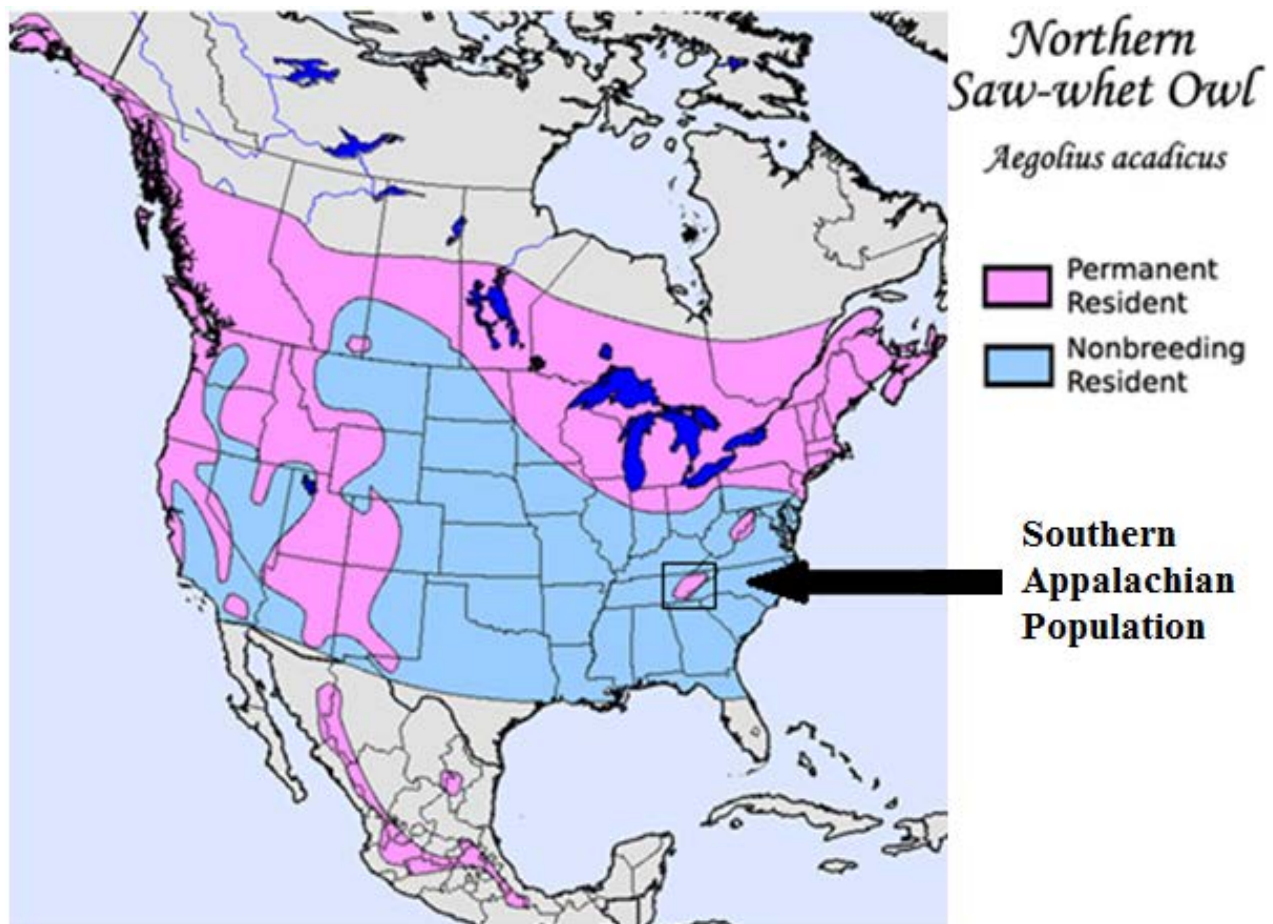 Northern
Saw-whet Owl
Aegolius acadicus
Permanent
Resident
Nonbreeding
Resident
Southern
Appalachian
Population